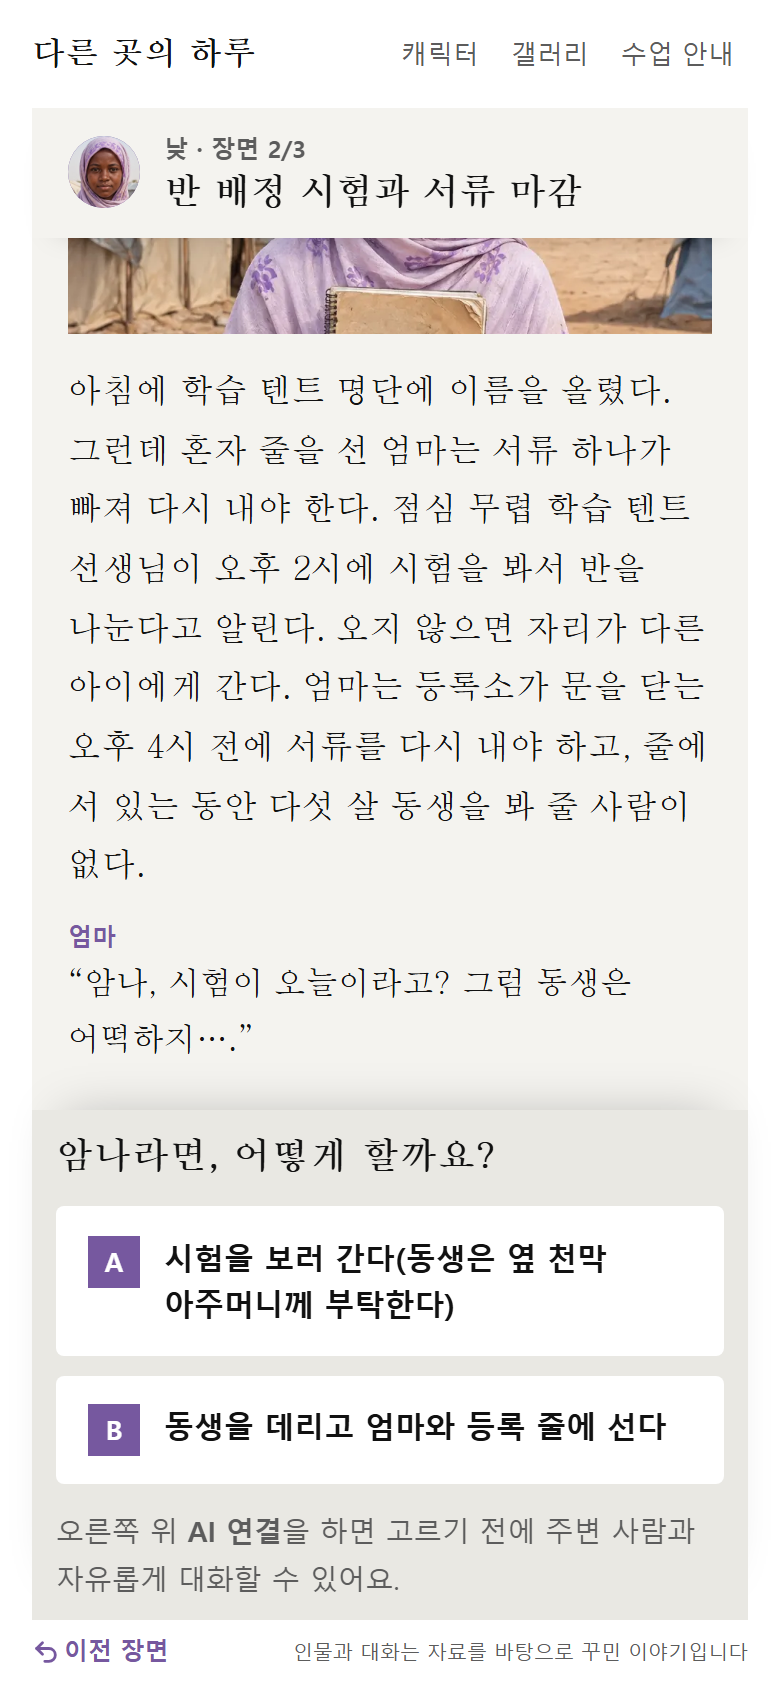 다른 곳의 하루
캐릭터 갤러리 수업 안내
낮 · 장면 2/3
반 배정 시험과 서류 마감
아침에 학습 텐트 명단에 이름을 올렸다.
그런데 혼자 줄을 선 엄마는 서류 하나가
빠져 다시 내야 한다. 점심 무렵 학습 텐트
선생님이 오후 2시에 시험을 봐서 반을
나눈다고 알린다. 오지 않으면 자리가 다른
아이에게 간다. 엄마는 등록소가 문을 닫는
오후 4시 전에 서류를 다시 내야 하고, 줄에
서 있는 동안 다섯 살 동생을 봐 줄 사람이
없다.
엄마
“암나, 시험이 오늘이라고? 그럼 동생은
어떡하지….”
암나라면, 어떻게 할까요?
A 시험을 보러 간다(동생은 옆 천막
아주머니께 부탁한다)
B 동생을 데리고 엄마와 등록 줄에 선다
오른쪽 위 AI 연결을 하면 고르기 전에 주변 사람과
자유롭게 대화할 수 있어요.
이전 장면
인물과 대화는 자료를 바탕으로 꾸민 이야기입니다